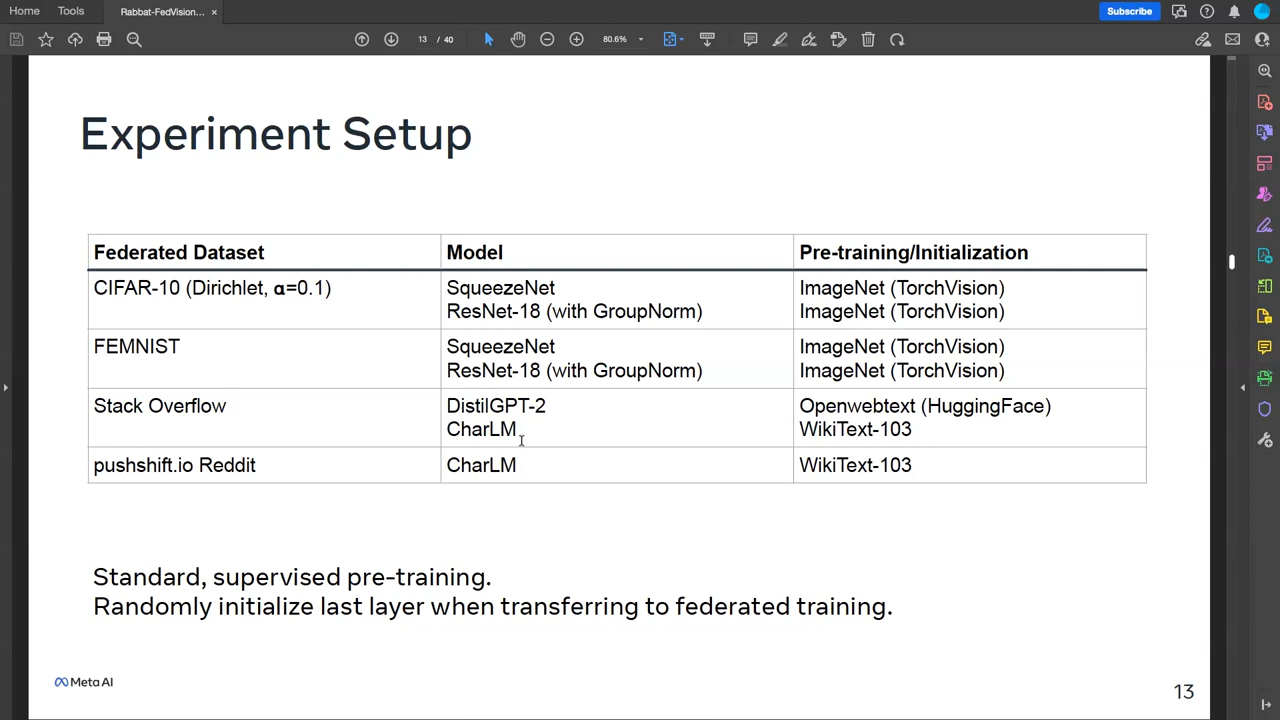 Home Tools Rabbat-FedVision... × Subscribe
13 / 40 80.6%
Experiment Setup
Federated Dataset Model Pre-training/Initialization
CIFAR-10 (Dirichlet, α=0.1) SqueezeNet ImageNet (TorchVision)
ResNet-18 (with GroupNorm) ImageNet (TorchVision)
FEMNIST SqueezeNet ImageNet (TorchVision)
ResNet-18 (with GroupNorm) ImageNet (TorchVision)
Stack Overflow DistilGPT-2 Openwebtext (HuggingFace)
CharLM WikiText-103
pushshift.io Reddit CharLM WikiText-103
Standard, supervised pre-training.
Randomly initialize last layer when transferring to federated training.
Meta AI
13